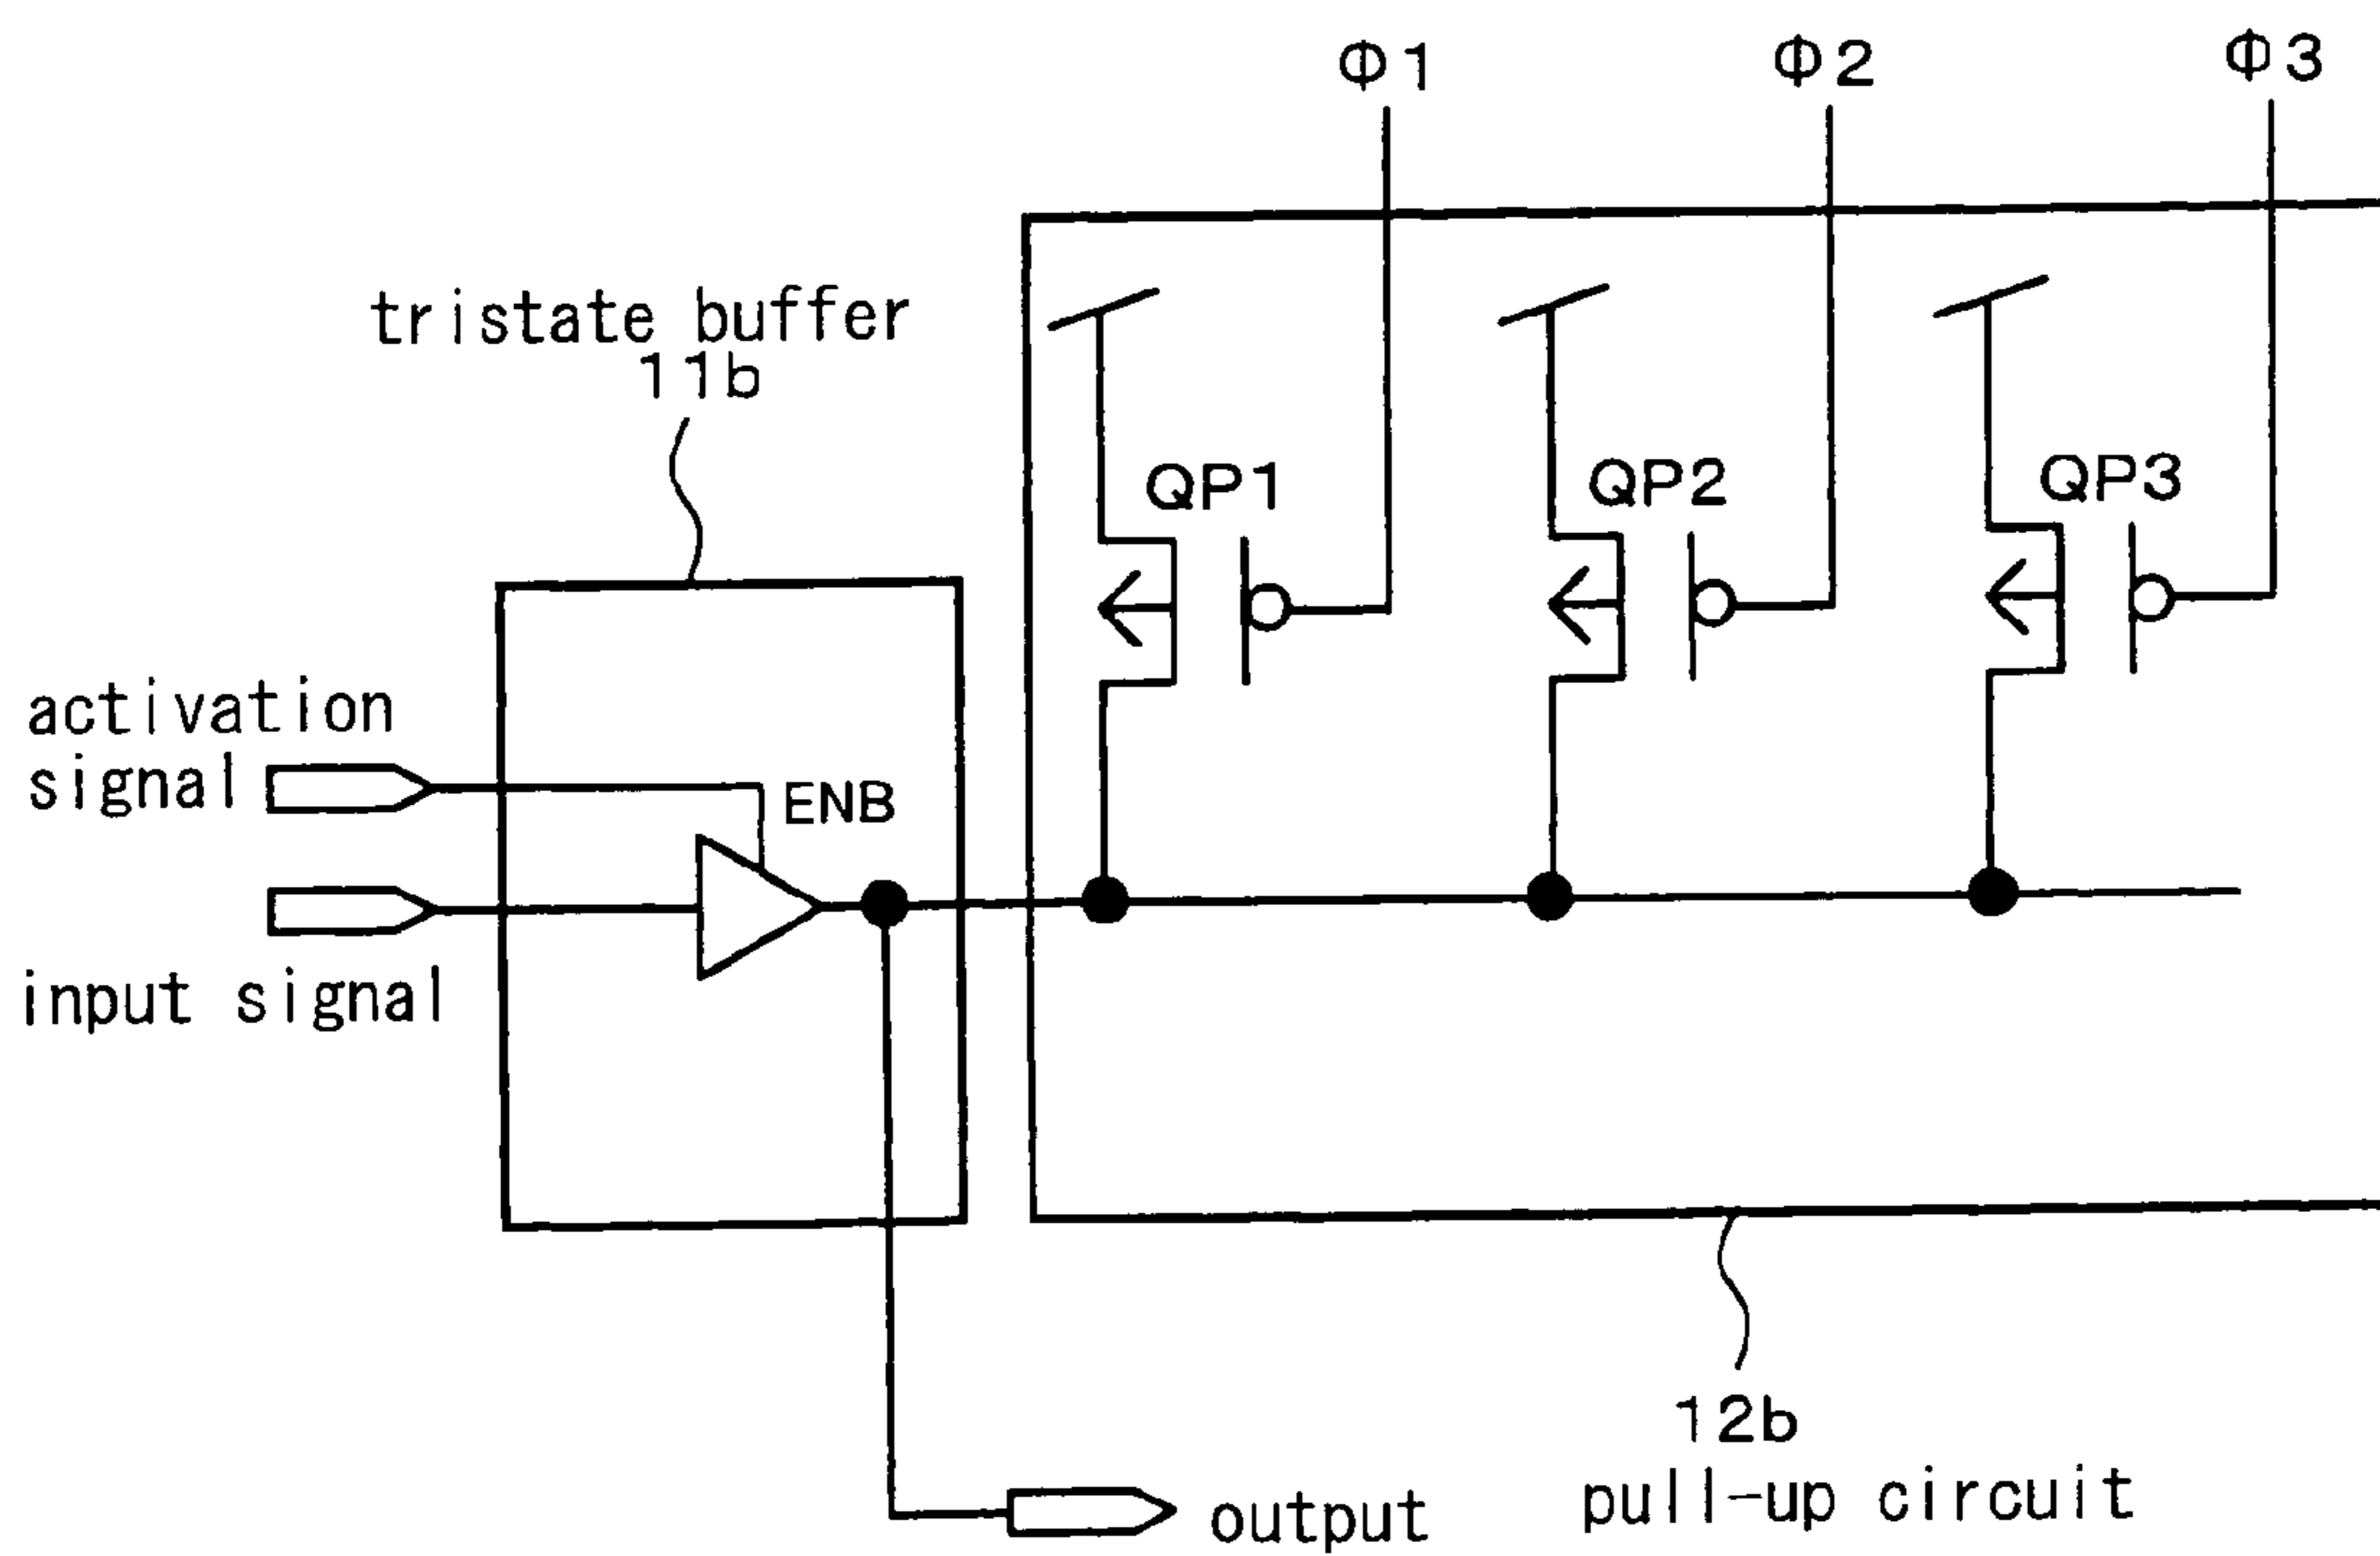 Φ1
Φ2
Φ3
tristate buffer
11b
QP1
QP2
QP3
activation
signal
ENB
input signal
12b
pull-up circuit
output